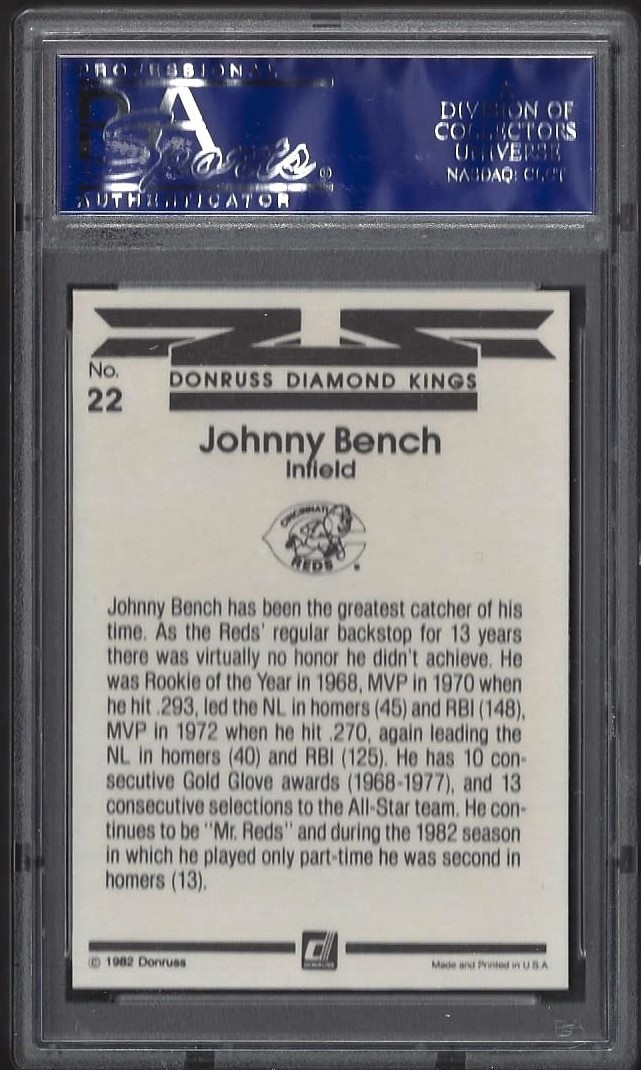 PROFESSIONAL
PSA
Sports®
AUTHENTICATOR
A
DIVISION OF
COLLECTORS
UNIVERSE
NASDAQ: CLCT
No.
22
DONRUSS DIAMOND KINGS
Johnny Bench
Infield
CINCINNATI
REDS
Johnny Bench has been the greatest catcher of his
time. As the Reds' regular backstop for 13 years
there was virtually no honor he didn't achieve. He
was Rookie of the Year in 1968, MVP in 1970 when
he hit .293, led the NL in homers (45) and RBI (148),
MVP in 1972 when he hit .270, again leading the
NL in homers (40) and RBI (125). He has 10 con-
secutive Gold Glove awards (1968-1977), and 13
consecutive selections to the All-Star team. He con-
tinues to be "Mr. Reds" and during the 1982 season
in which he played only part-time he was second in
homers (13).
d
DONRUSS
© 1982 Donruss
Made and Printed in U.S.A.
PSA